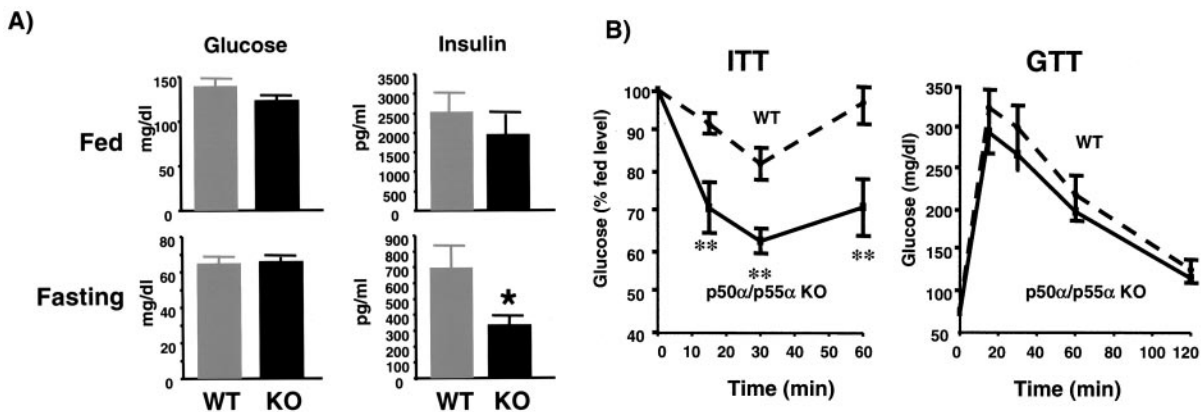 A)
Glucose
Insulin
Fed
mg/dl
150
100
50
0
pg/ml
3500
3000
2500
2000
1500
1000
500
0
Fasting
mg/dl
80
60
40
20
0
pg/ml
900
800
700
600
500
400
300
200
100
0
*
WT KO
WT KO
B)
ITT
Glucose (% fed level)
100
90
80
70
60
100
40
WT
** ** **
p50α/p55α KO
0 10 20 30 40 50 60
Time (min)
GTT
Glucose (mg/dl)
350
300
250
200
150
100
50
WT
p50α/p55α KO
0 20 40 60 80 100 120
Time (min)